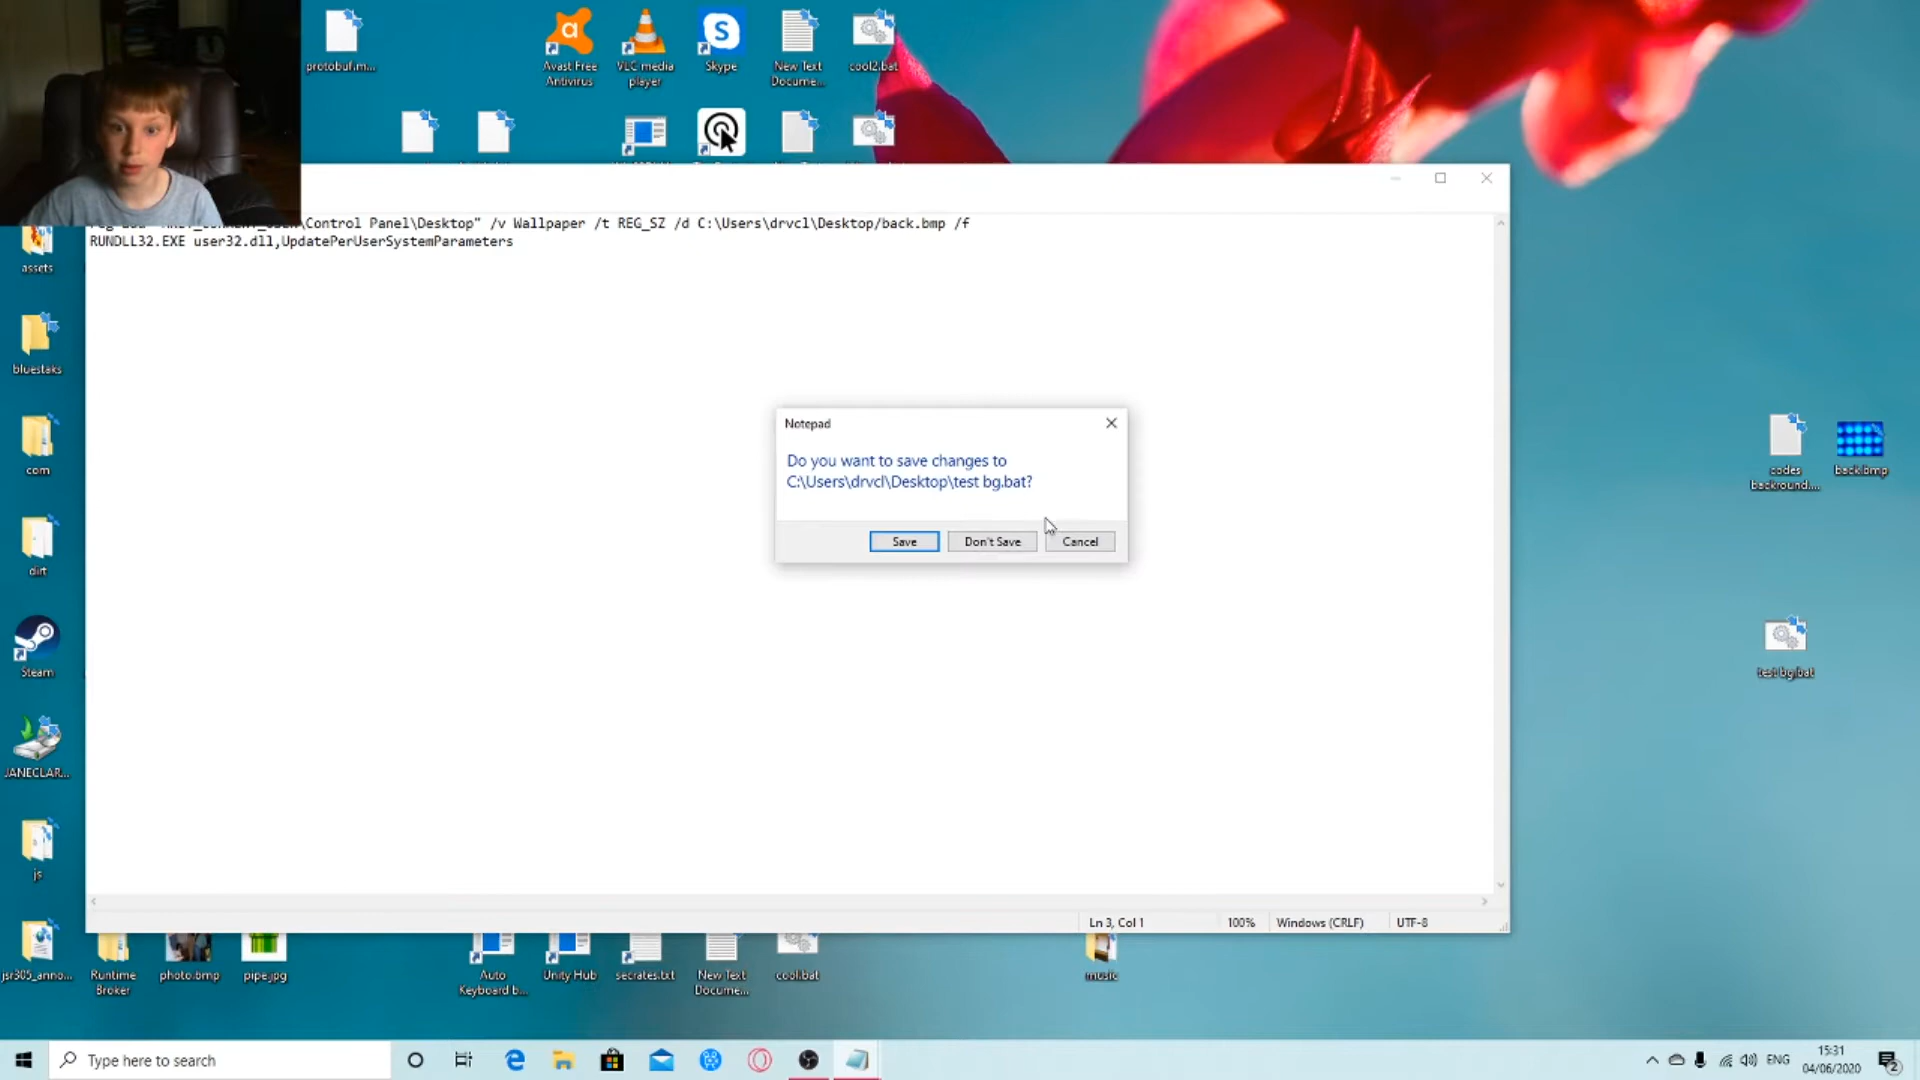 protobuf.m...
Avast Free
Antivirus
VLC media
player
Skype
New Text
Docume...
cool2.bat
\Control Panel\Desktop" /v Wallpaper /t REG_SZ /d C:\Users\drvcl\Desktop/back.bmp /f
RUNDLL32.EXE user32.dll,UpdatePerUserSystemParameters
assets
bluestaks
com
dirt
Steam
JANECLAR...
js
jsr305_anno...
Runtime
Broker
photo.bmp
pipe.jpg
Auto
Keyboard b...
Unity Hub
secrates.txt
New Text
Docume...
cool.bat
music
codes
backround....
back.bmp
test bg.bat
Notepad
Do you want to save changes to
C:\Users\drvcl\Desktop\test bg.bat?
Save
Don't Save
Cancel
Ln 3, Col 1
100%
Windows (CRLF)
UTF-8
Type here to search
ENG
15:31
04/06/2020
2